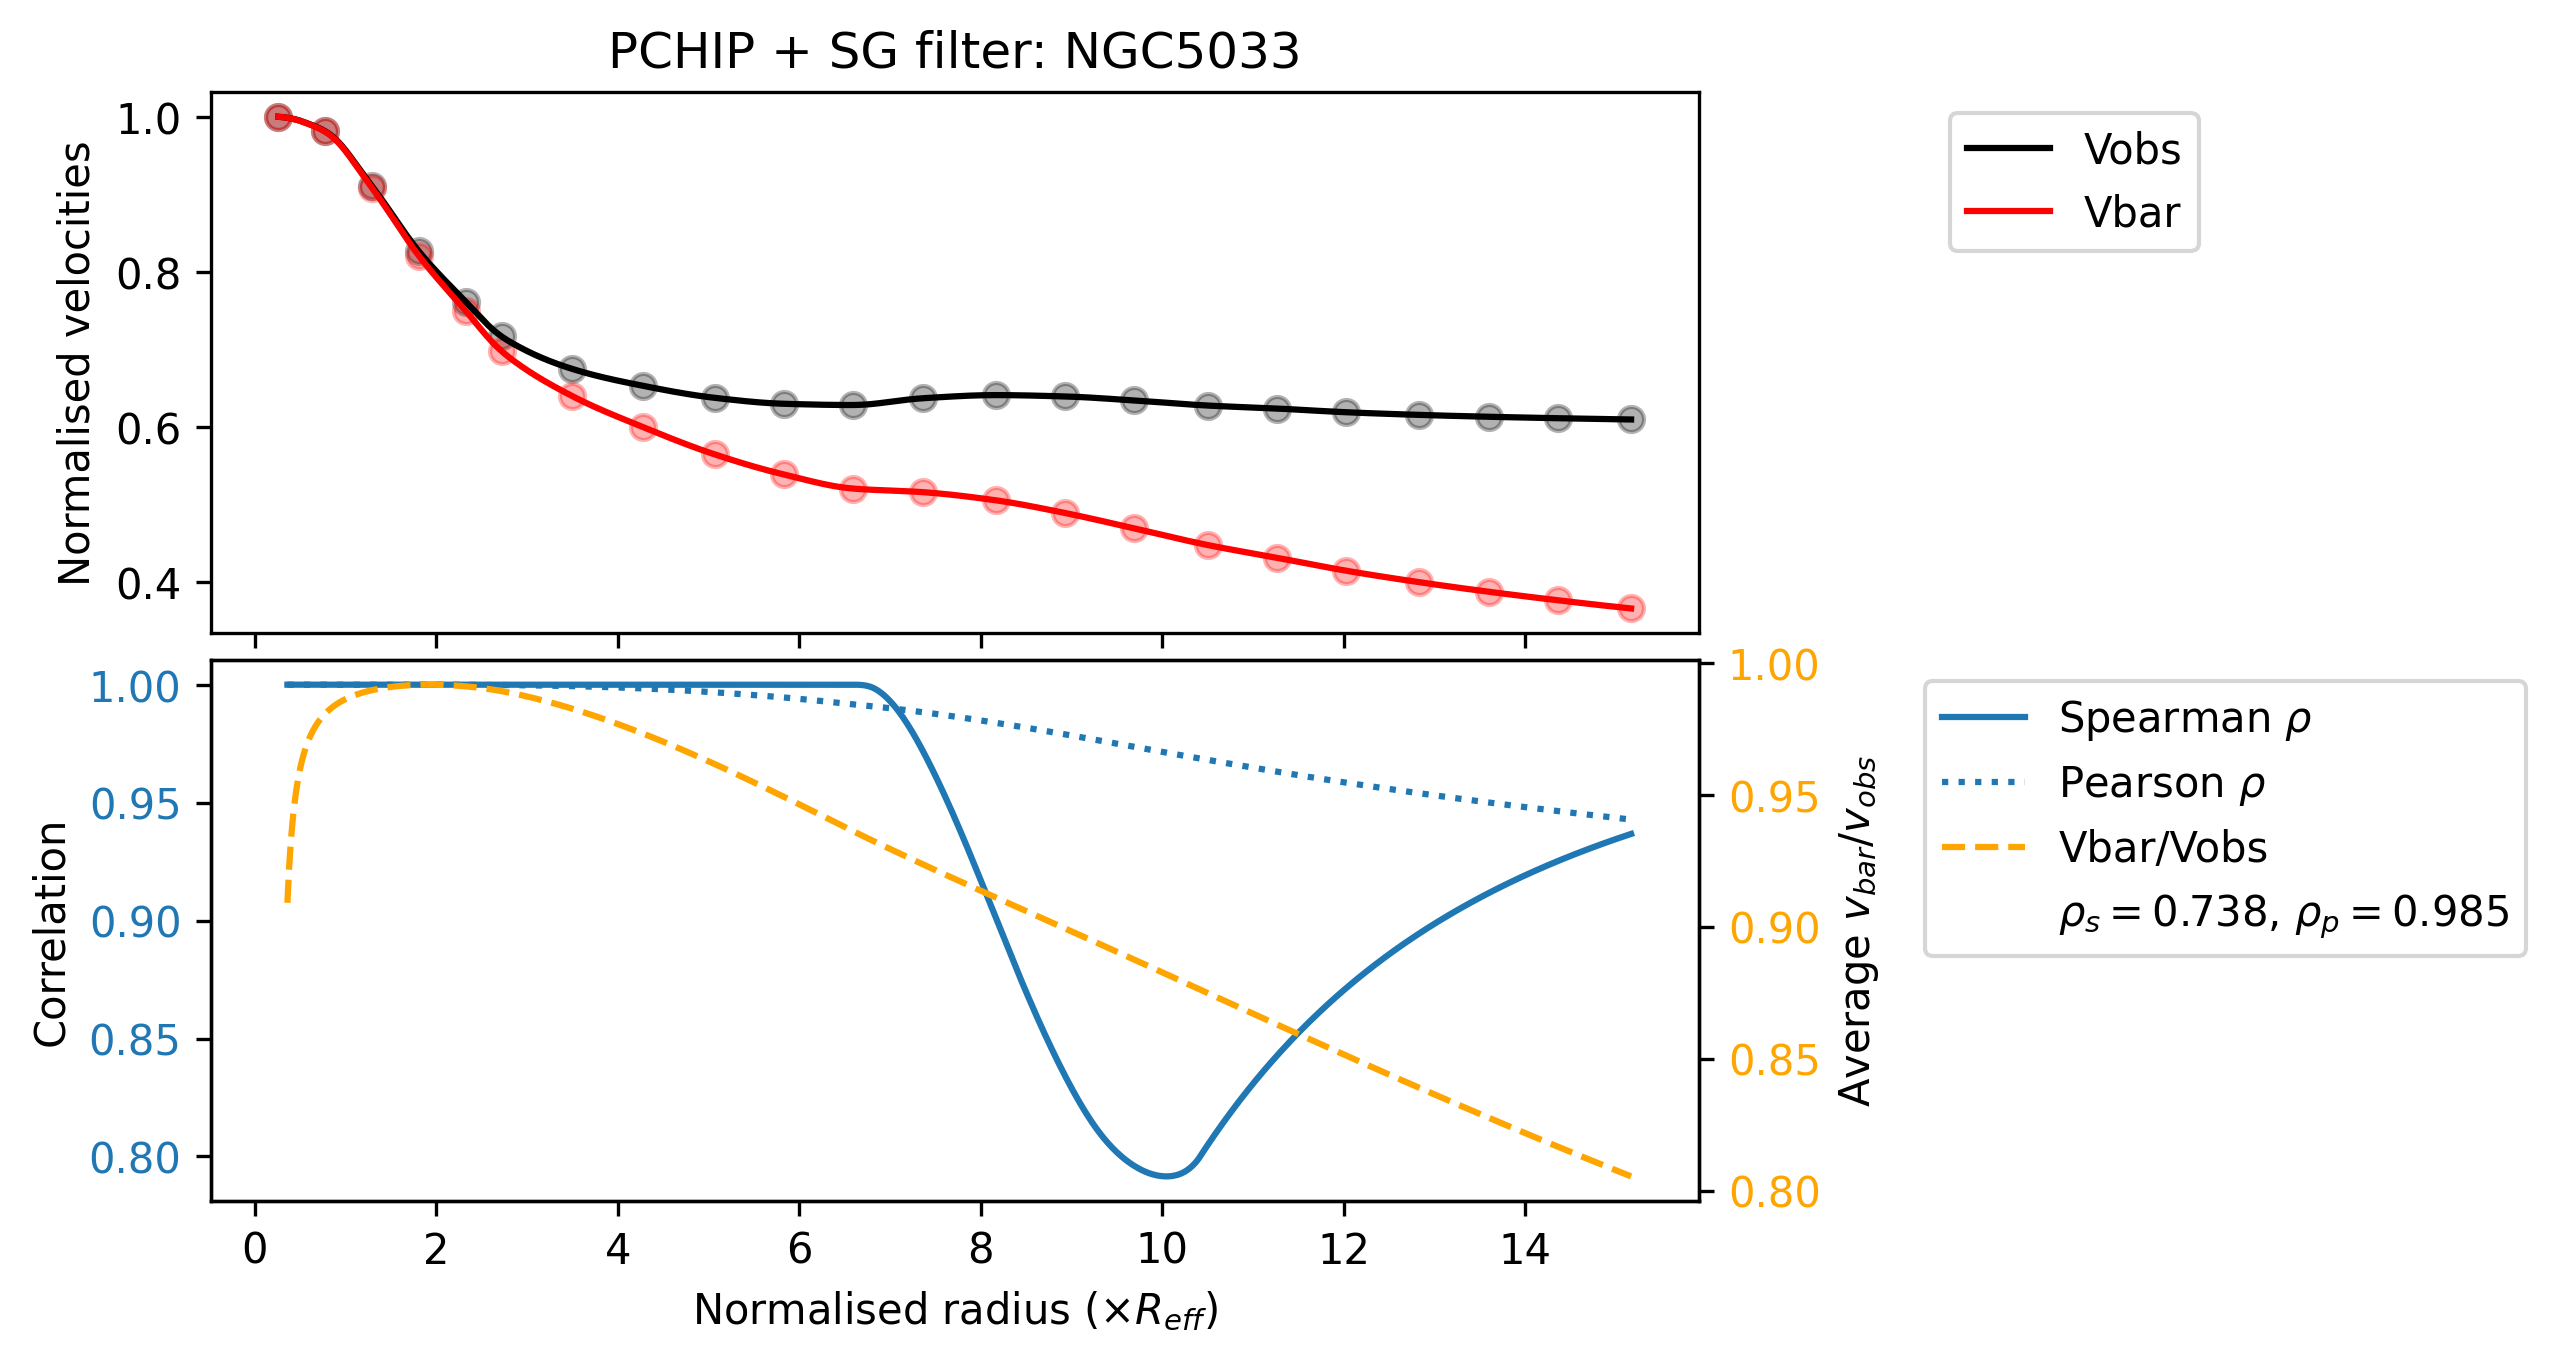 PCHIP + SG filter: NGC5033
Normalised velocities
1.0
0.8
0.6
0.4
Vobs
Vbar
Correlation
1.00
0.95
0.90
0.85
0.80
1.00
0.95
0.90
0.85
0.80
Average v_bar/v_obs
Spearman ρ
Pearson ρ
Vbar/Vobs
ρ_s = 0.738, ρ_p = 0.985
0 2 4 6 8 10 12 14
Normalised radius (×R_eff)